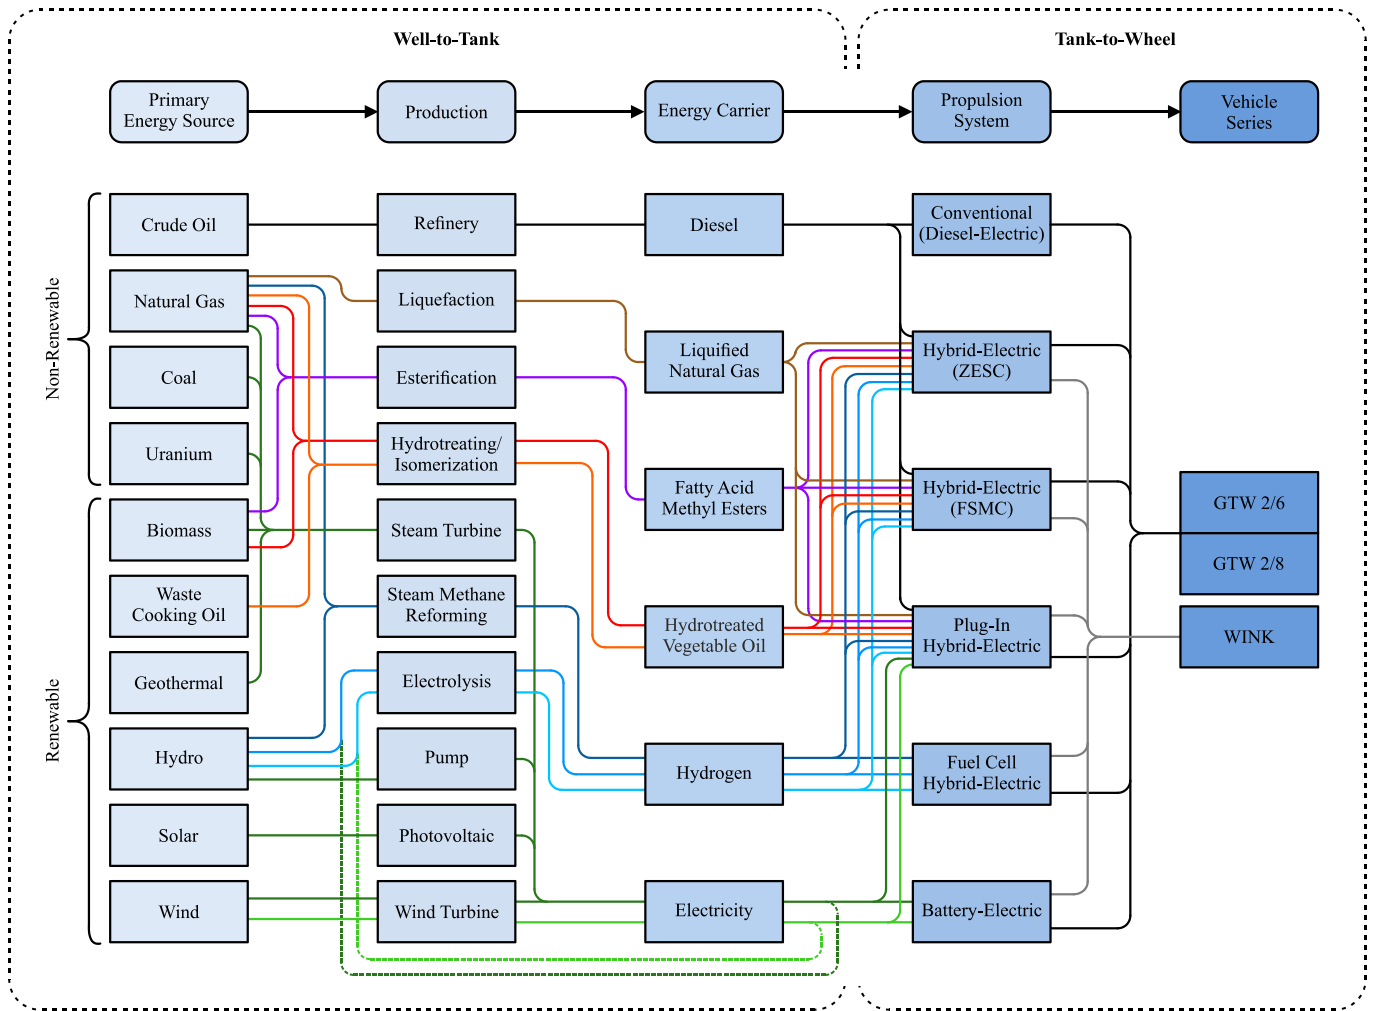 Well-to-Tank
Tank-to-Wheel
Primary
Energy Source
Production
Energy Carrier
Propulsion
System
Vehicle
Series
Non-Renewable
Renewable
Crude Oil
Natural Gas
Coal
Uranium
Biomass
Waste
Cooking Oil
Geothermal
Hydro
Solar
Wind
Refinery
Liquefaction
Esterification
Hydrotreating/
Isomerization
Steam Turbine
Steam Methane
Reforming
Electrolysis
Pump
Photovoltaic
Wind Turbine
Diesel
Liquified
Natural Gas
Fatty Acid
Methyl Esters
Hydrotreated
Vegetable Oil
Hydrogen
Electricity
Conventional
(Diesel-Electric)
Hybrid-Electric
(ZESC)
Hybrid-Electric
(FSMC)
Plug-In
Hybrid-Electric
Fuel Cell
Hybrid-Electric
Battery-Electric
GTW 2/6
GTW 2/8
WINK